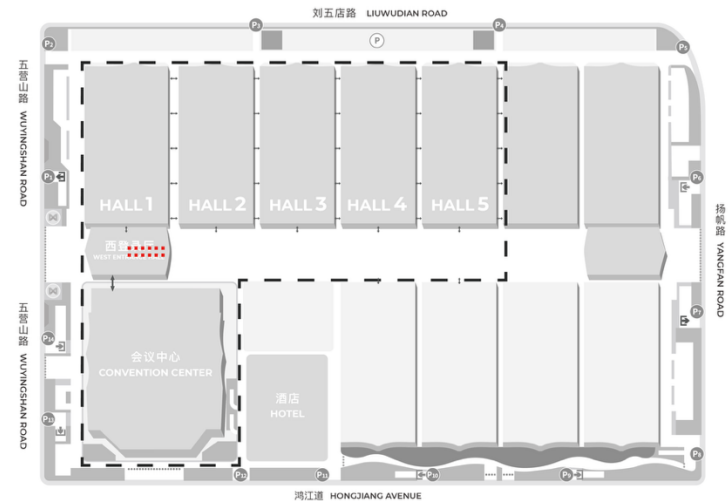 刘五店路 LIUWUDIAN ROAD
P3
P4
P2
P
P5
五营山路 WUYINGSHAN ROAD
HALL 1
HALL 2
HALL 3
HALL 4
HALL 5
P1
P6
扬帆路 YANGFAN ROAD
西登
WEST
五营山路 WUYINGSHAN ROAD
P14
P7
会议中心
CONVENTION CENTER
酒店
HOTEL
P13
P8
P12
P11
P10
P9
鸿江道 HONGJIANG AVENUE